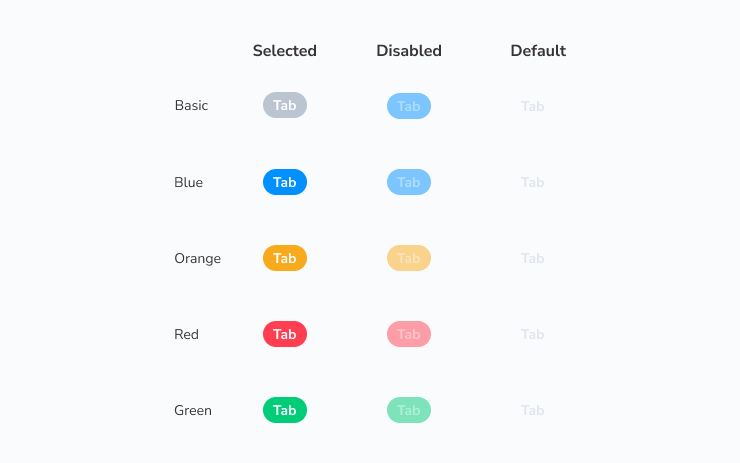 Selected Disabled Default
Basic Tab Tab Tab
Blue Tab Tab Tab
Orange Tab Tab Tab
Red Tab Tab Tab
Green Tab Tab Tab